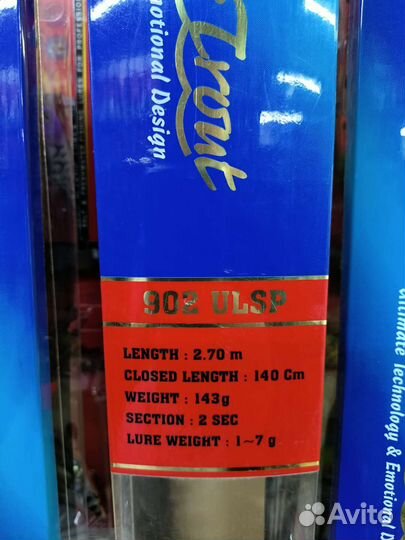 Trout
otional Design
902 ULSP
LENGTH : 2.70 m
CLOSED LENGTH : 140 Cm
WEIGHT : 143g
SECTION : 2 SEC
LURE WEIGHT : 1~7 g
Ultimate Technology & Emotional D
Avito